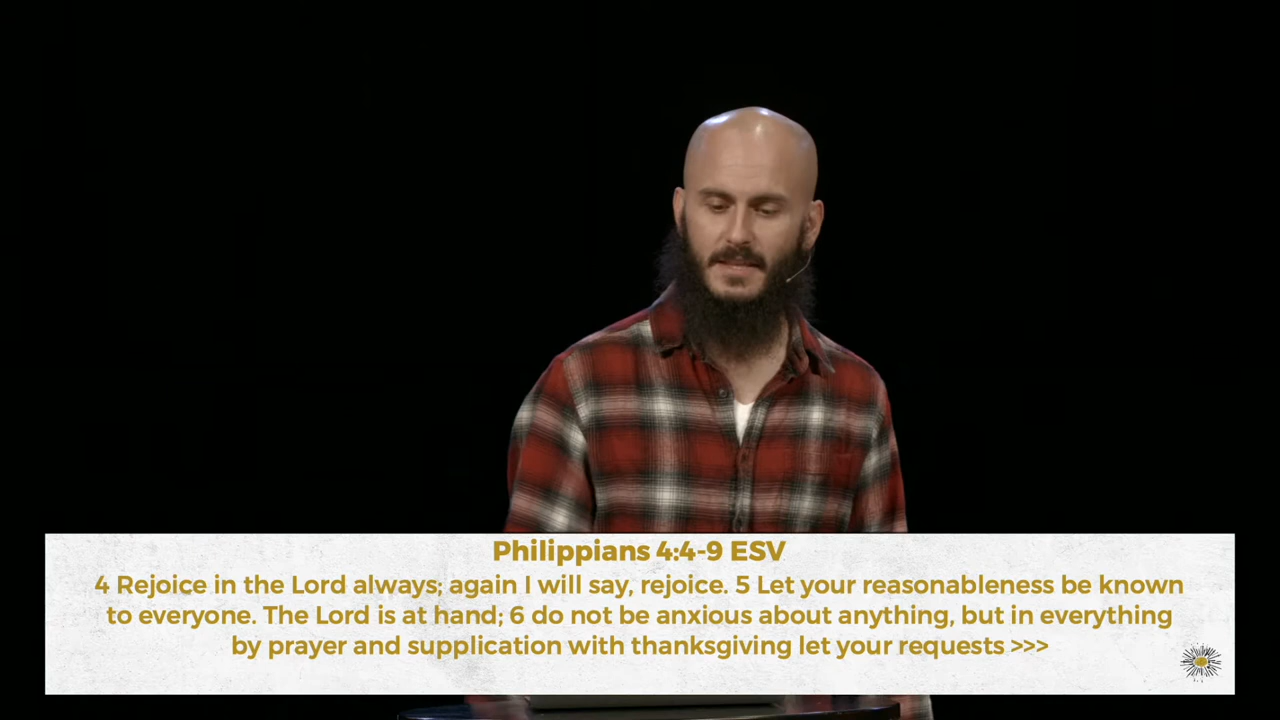 Philippians 4:4-9 ESV
4 Rejoice in the Lord always; again I will say, rejoice. 5 Let your reasonableness be known
to everyone. The Lord is at hand; 6 do not be anxious about anything, but in everything
by prayer and supplication with thanksgiving let your requests >>>